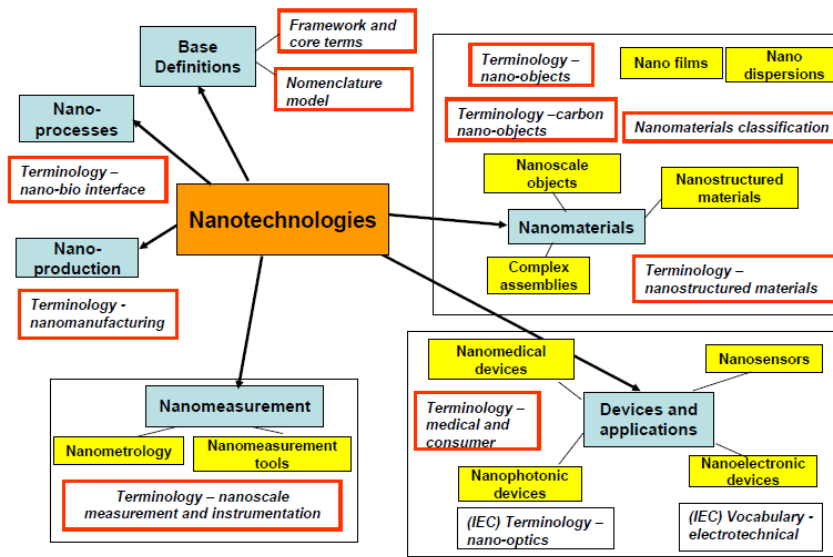 Base
Definitions
Framework and
core terms
Nomenclature
model
Nano-
processes
Terminology –
nano-bio interface
Nanotechnologies
Nano-
production
Terminology -
nanomanufacturing
Terminology –
nano-objects
Nano films
Nano
dispersions
Terminology –carbon
nano-objects
Nanomaterials classification
Nanoscale
objects
Nanostructured
materials
Nanomaterials
Complex
assemblies
Terminology –
nanostructured materials
Nanomeasurement
Nanometrology
Nanomeasurement
tools
Terminology – nanoscale
measurement and instrumentation
Nanomedical
devices
Nanosensors
Terminology –
medical and
consumer
Devices and
applications
Nanophotonic
devices
Nanoelectronic
devices
(IEC) Terminology –
nano-optics
(IEC) Vocabulary -
electrotechnical